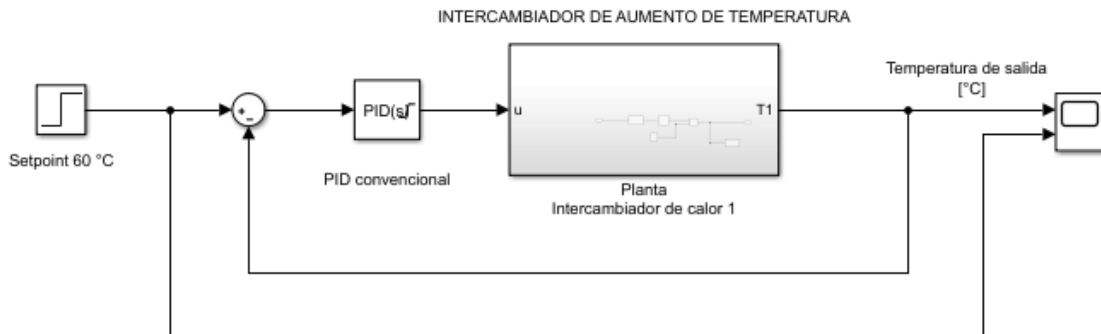 INTERCAMBIADOR DE AUMENTO DE TEMPERATURA
Temperatura de salida
[°C]
+
-
PID(s)
u
T1
Setpoint 60 °C
PID convencional
Planta
Intercambiador de calor 1